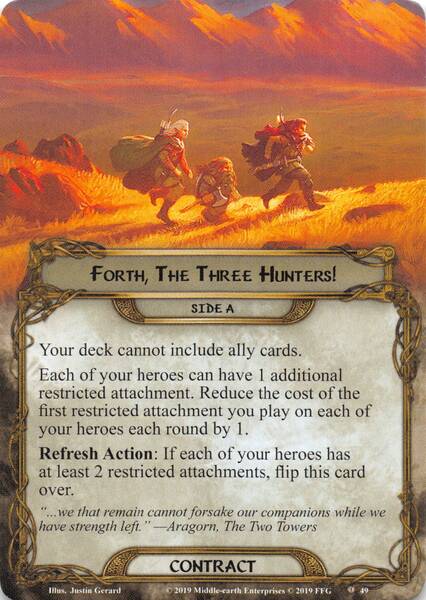 Forth, The Three Hunters!
SIDE A
Your deck cannot include ally cards.
Each of your heroes can have 1 additional
restricted attachment. Reduce the cost of the
first restricted attachment you play on each of
your heroes each round by 1.
Refresh Action: If each of your heroes has
at least 2 restricted attachments, flip this card
over.
“...we that remain cannot forsake our companions while we
have strength left.” —Aragorn, The Two Towers
CONTRACT
Illus. Justin Gerard © 2019 Middle-earth Enterprises © 2019 FFG 49